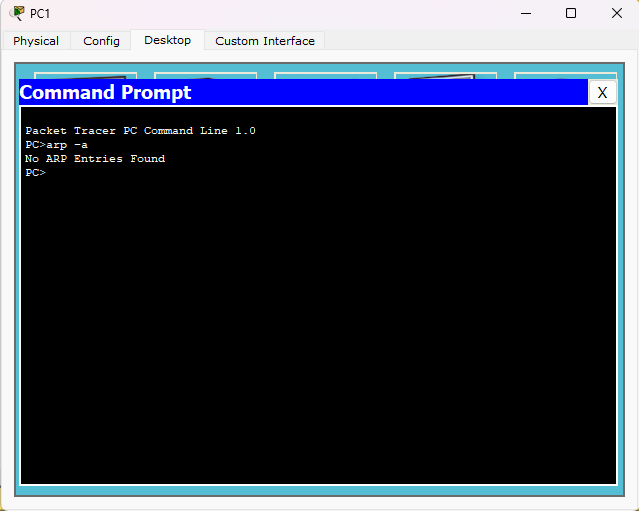 PC1
Physical Config Desktop Custom Interface
Command Prompt X
Packet Tracer PC Command Line 1.0
PC>arp -a
No ARP Entries Found
PC>